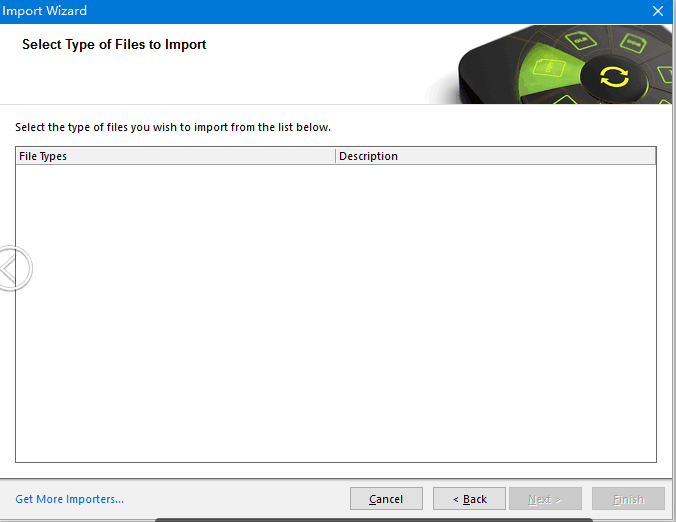 Import Wizard
Select Type of Files to Import
Select the type of files you wish to import from the list below.
File Types Description
Get More Importers... Cancel < Back Next > Finish